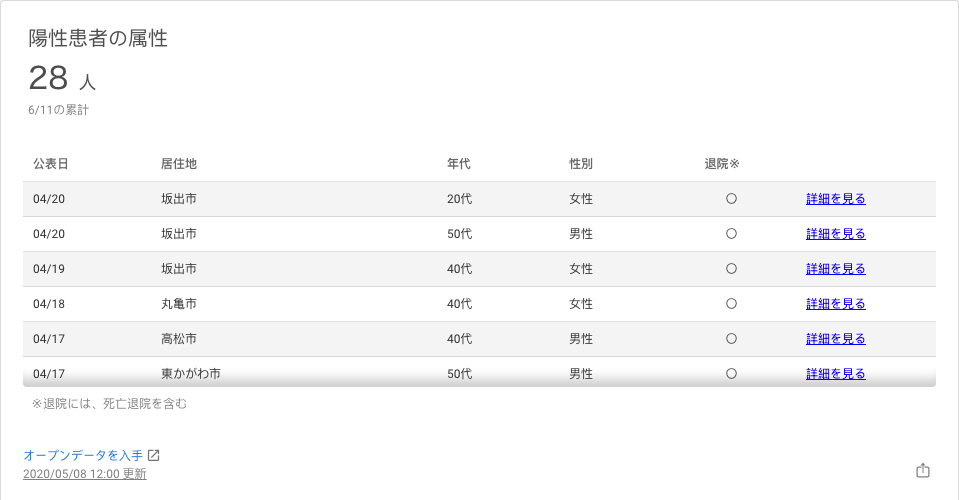 陽性患者の属性
28 人
6/11の累計
公表日 居住地 年代 性別 退院※
04/20 坂出市 20代 女性 〇 詳細を見る
04/20 坂出市 50代 男性 〇 詳細を見る
04/19 坂出市 40代 女性 〇 詳細を見る
04/18 丸亀市 40代 女性 〇 詳細を見る
04/17 高松市 40代 男性 〇 詳細を見る
04/17 東かがわ市 50代 男性 〇 詳細を見る
※退院には、死亡退院を含む
オープンデータを入手
2020/05/08 12:00 更新